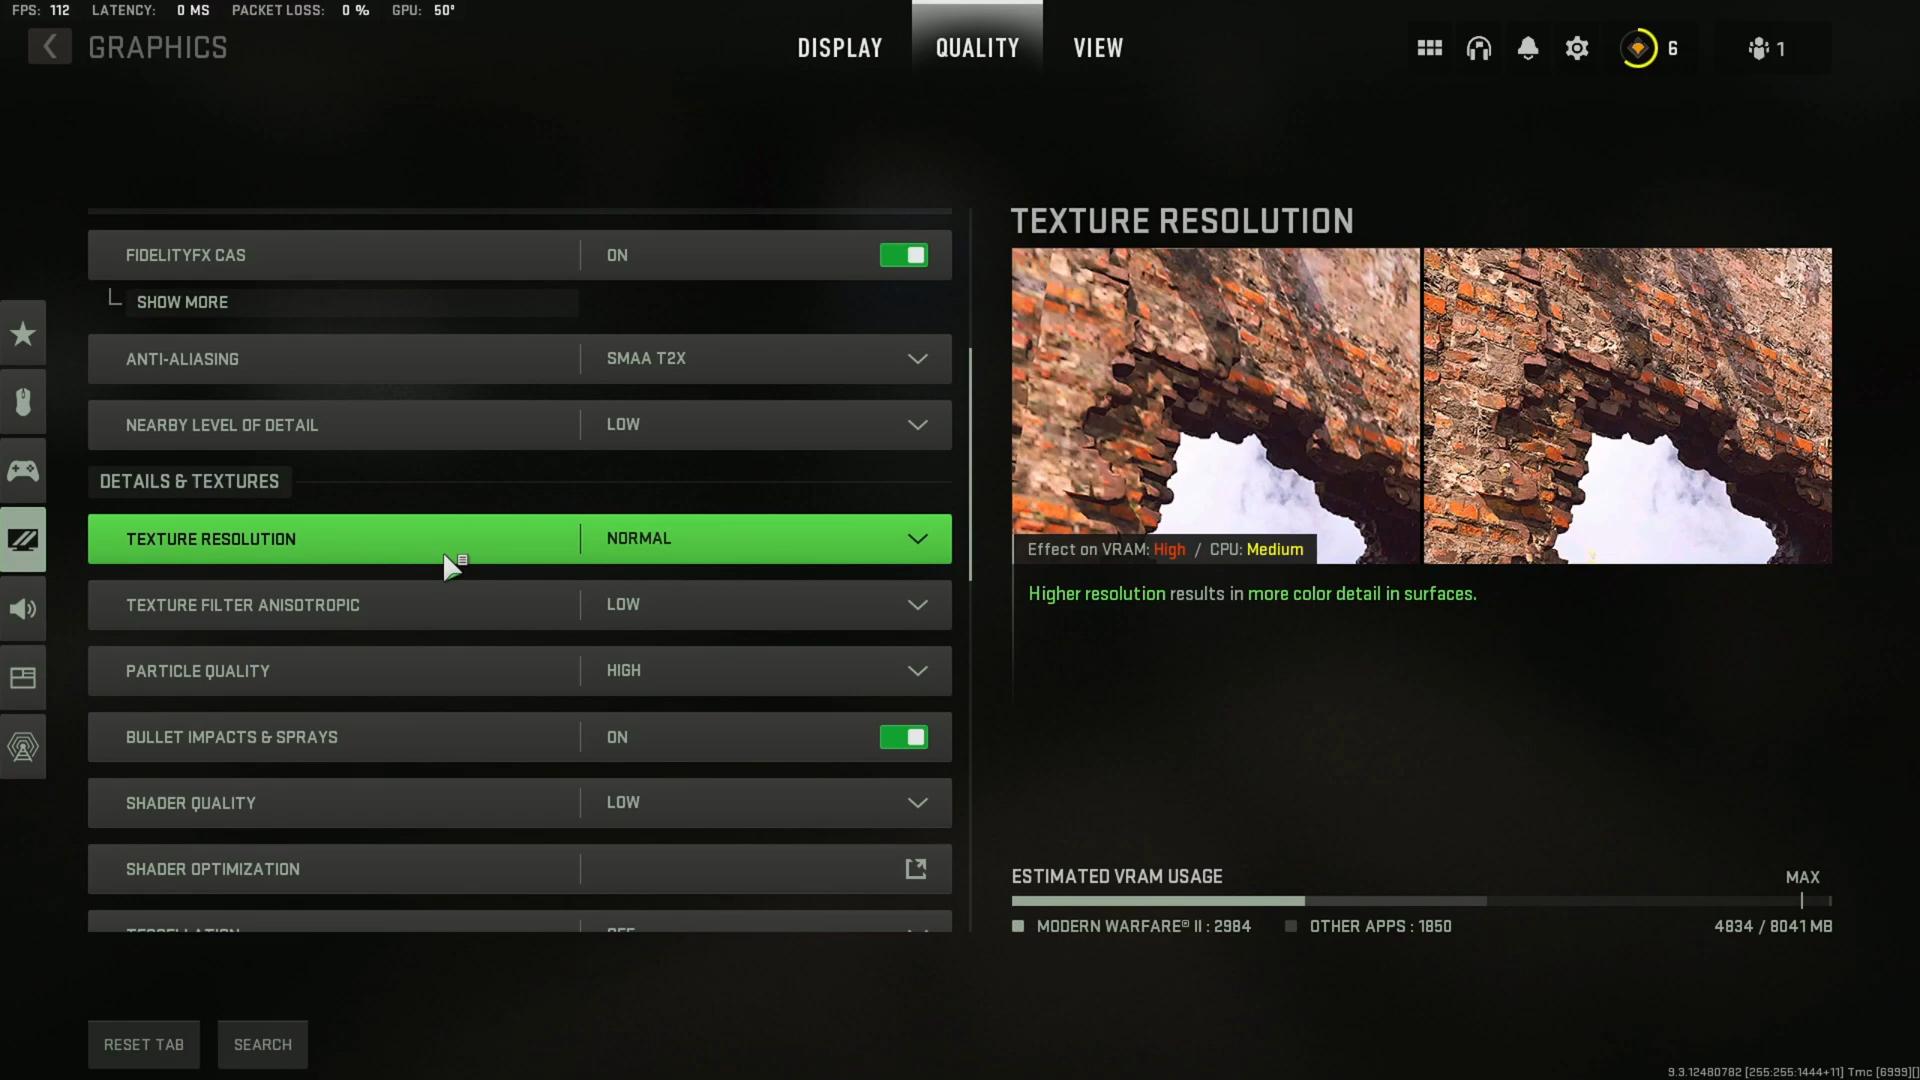 FPS: 112 LATENCY: 0 MS PACKET LOSS: 0 % GPU: 50°
GRAPHICS
DISPLAY QUALITY VIEW
6
1
FIDELITYFX CAS ON
SHOW MORE
ANTI-ALIASING SMAA T2X
NEARBY LEVEL OF DETAIL LOW
DETAILS & TEXTURES
TEXTURE RESOLUTION NORMAL
TEXTURE FILTER ANISOTROPIC LOW
PARTICLE QUALITY HIGH
BULLET IMPACTS & SPRAYS ON
SHADER QUALITY LOW
SHADER OPTIMIZATION
TESSELLATION OFF
RESET TAB SEARCH
TEXTURE RESOLUTION
Effect on VRAM: High / CPU: Medium
Higher resolution results in more color detail in surfaces.
ESTIMATED VRAM USAGE MAX
MODERN WARFARE® II : 2984 OTHER APPS : 1850 4834 / 8041 MB
9.3.12480782 [255:255:1444+11] Tmc [6999][]